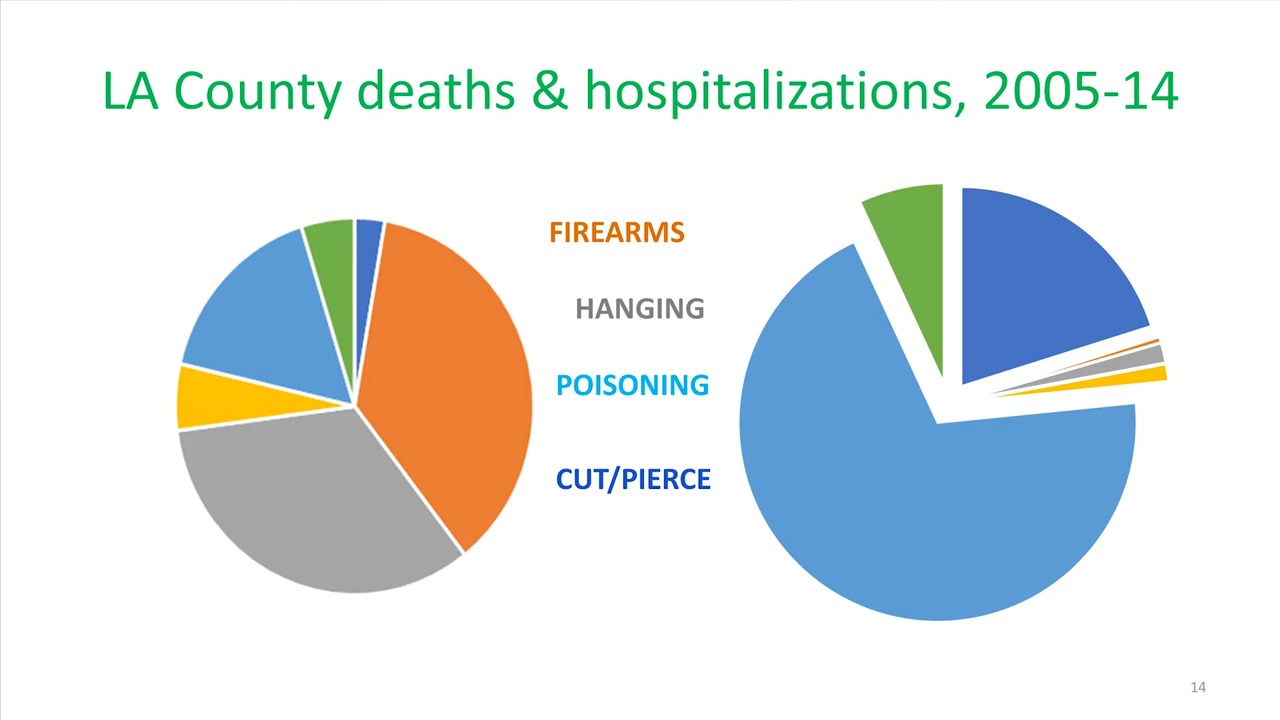 LA County deaths & hospitalizations, 2005-14
FIREARMS
HANGING
POISONING
CUT/PIERCE
14